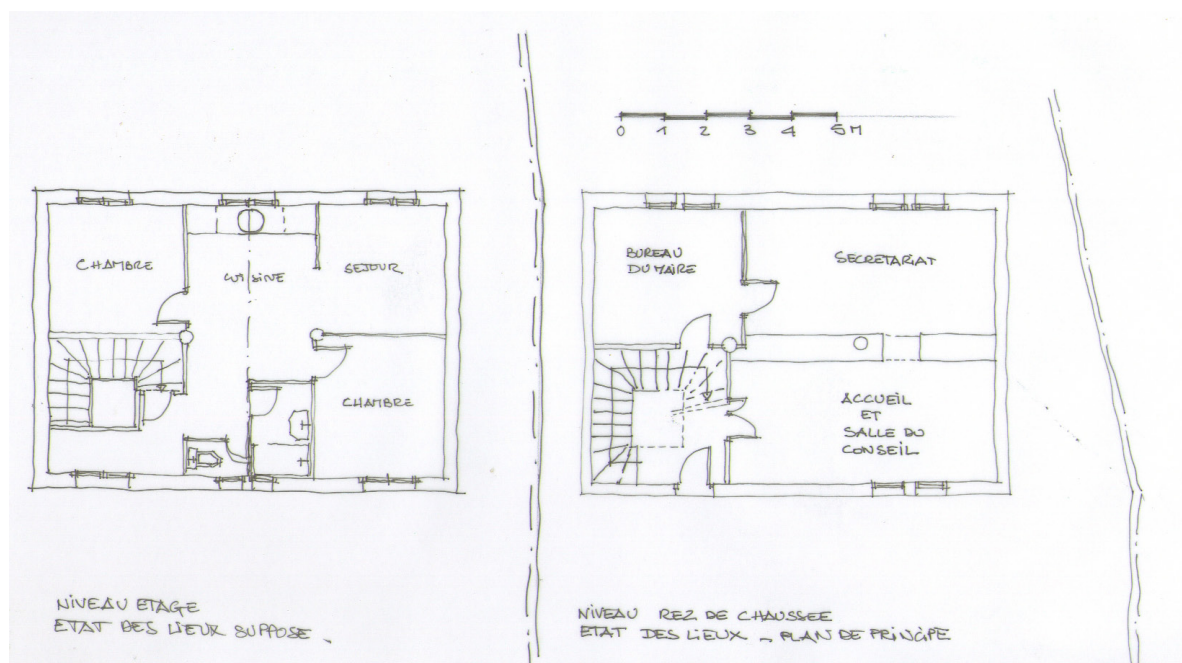 0 1 2 3 4 5M
CHAMBRE
CUISINE
SEJOUR
CHAMBRE
NIVEAU ETAGE
ETAT DES LIEUX SUPPOSE
BUREAU
DU MAIRE
SECRETARIAT
ACCUEIL
ET
SALLE DU
CONSEIL
NIVEAU REZ DE CHAUSSEE
ETAT DES LIEUX _ PLAN DE PRINCIPE